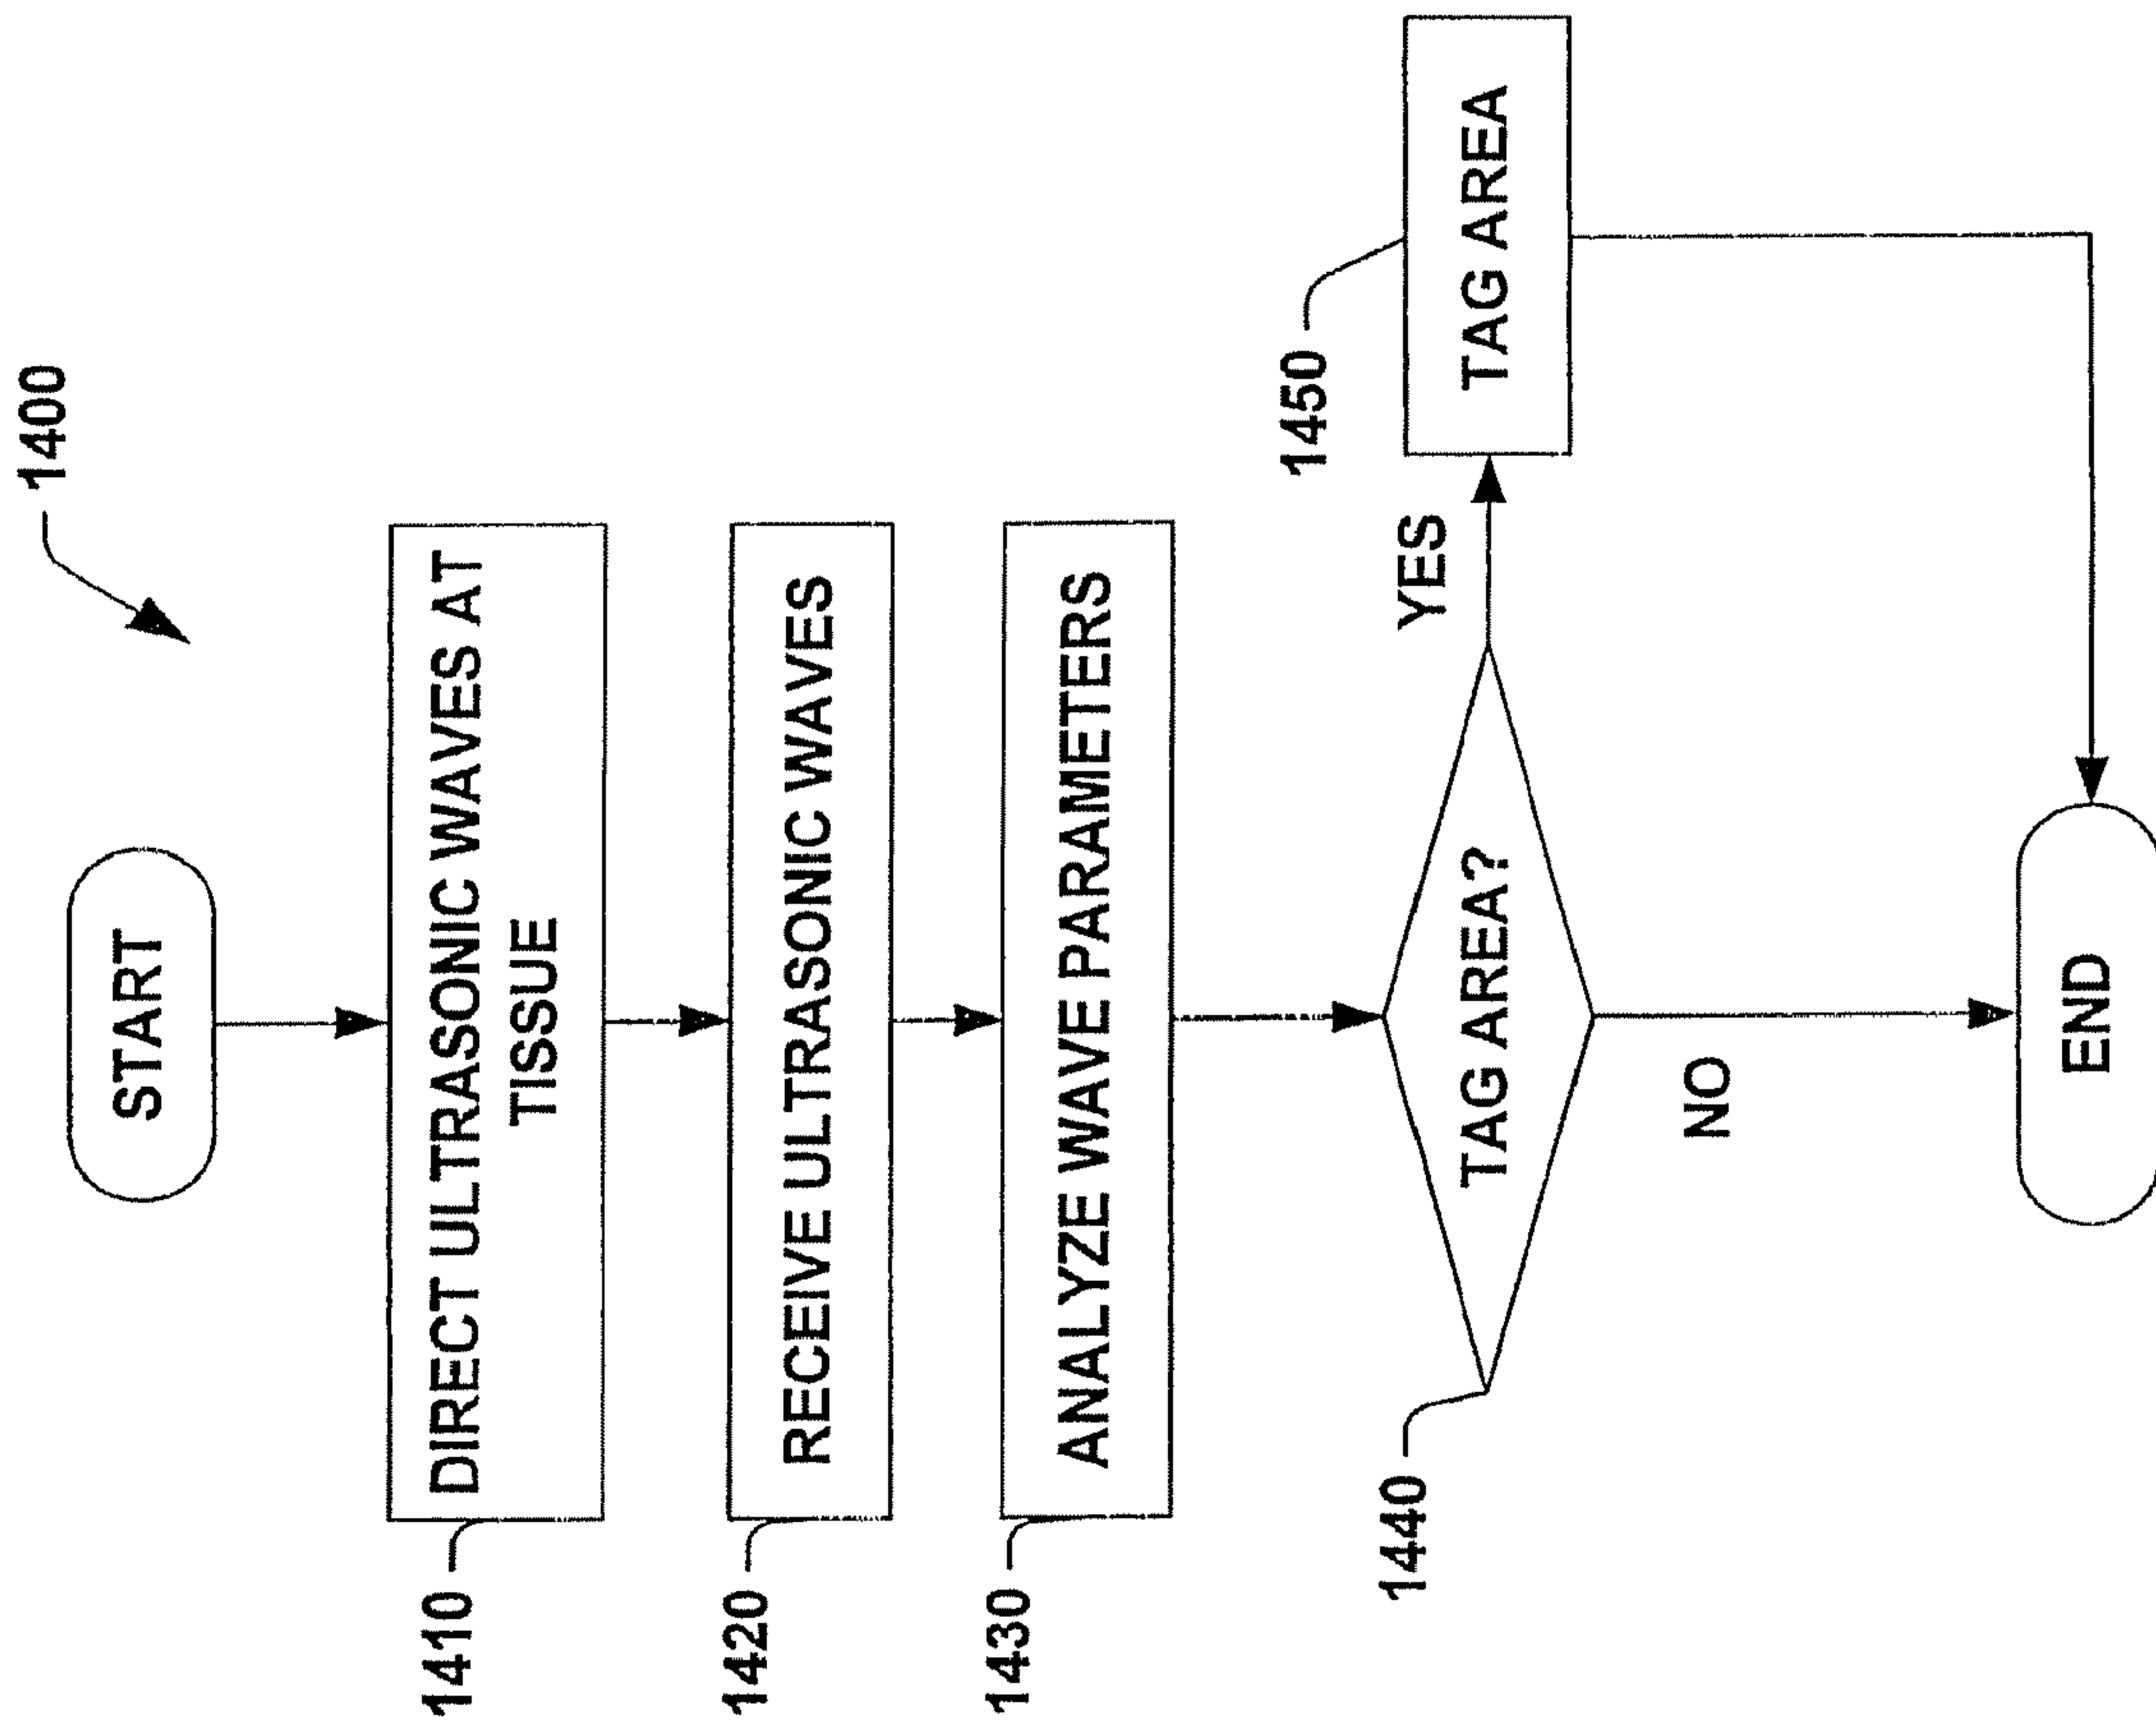 1400
START
1410
DIRECT ULTRASONIC WAVES AT
TISSUE
1420
RECEIVE ULTRASONIC WAVES
1430
ANALYZE WAVE PARAMETERS
1440
TAG AREA?
YES
1450
TAG AREA
NO
END